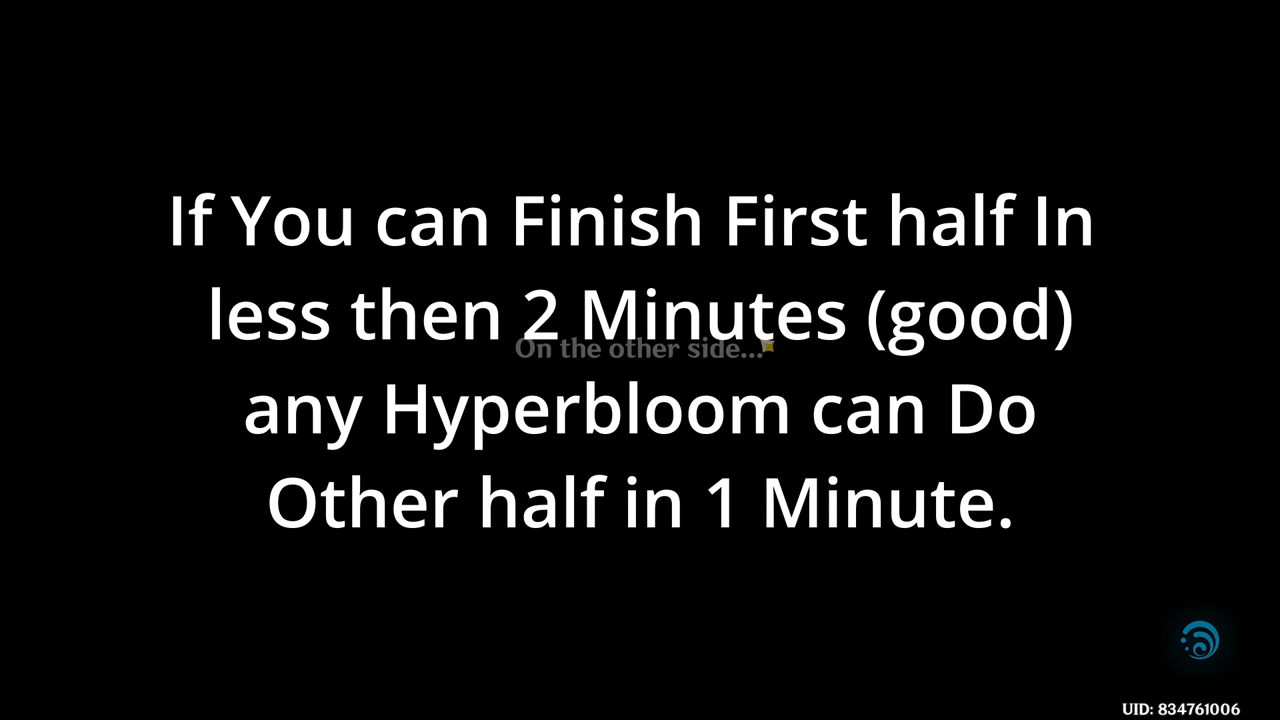 If You can Finish First half In
less then 2 Minutes (good)
On the other side...
any Hyperbloom can Do
Other half in 1 Minute.
UID: 834761006